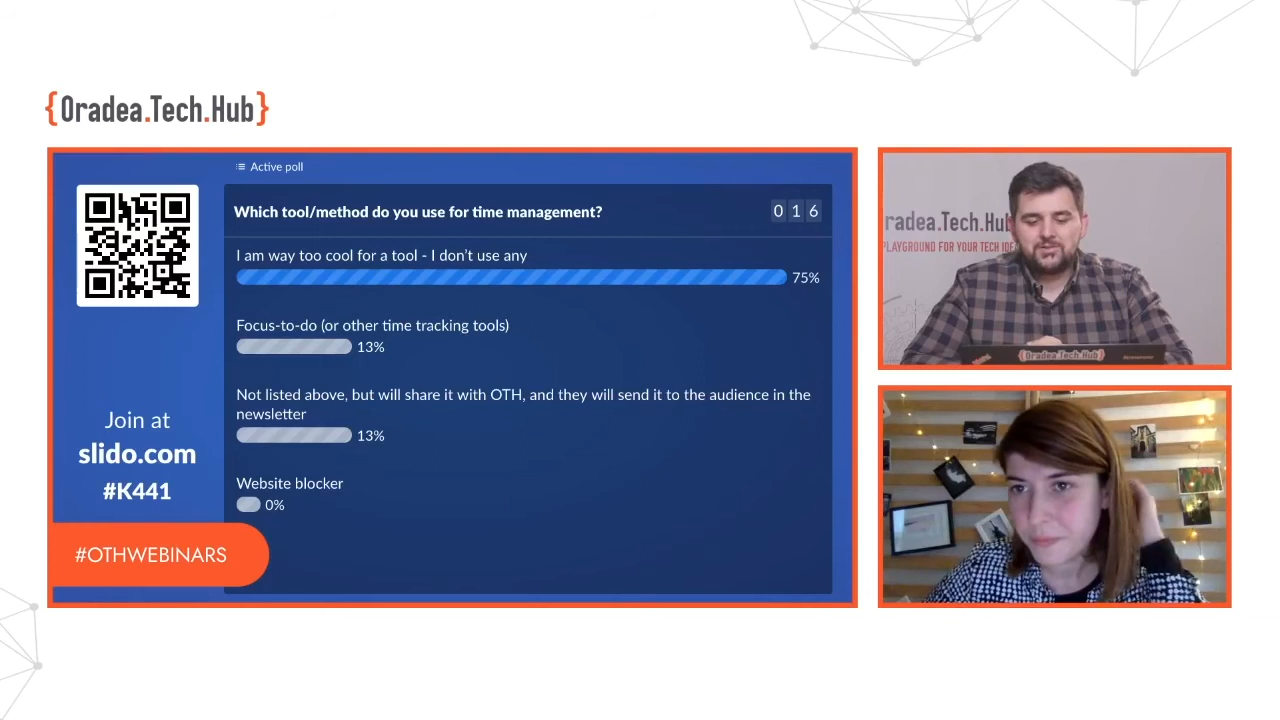 {Oradea.Tech.Hub}
Active poll
Which tool/method do you use for time management?
0 1 6
I am way too cool for a tool - I don’t use any
75%
Focus-to-do (or other time tracking tools)
13%
Not listed above, but will share it with OTH, and they will send it to the audience in the
newsletter
13%
Website blocker
0%
Join at
slido.com
#K441
#OTHWEBINARS
radea.Tech.Hu
PLAYGROUND FOR YOUR TECH IDE
{Oradea.Tech.Hub}